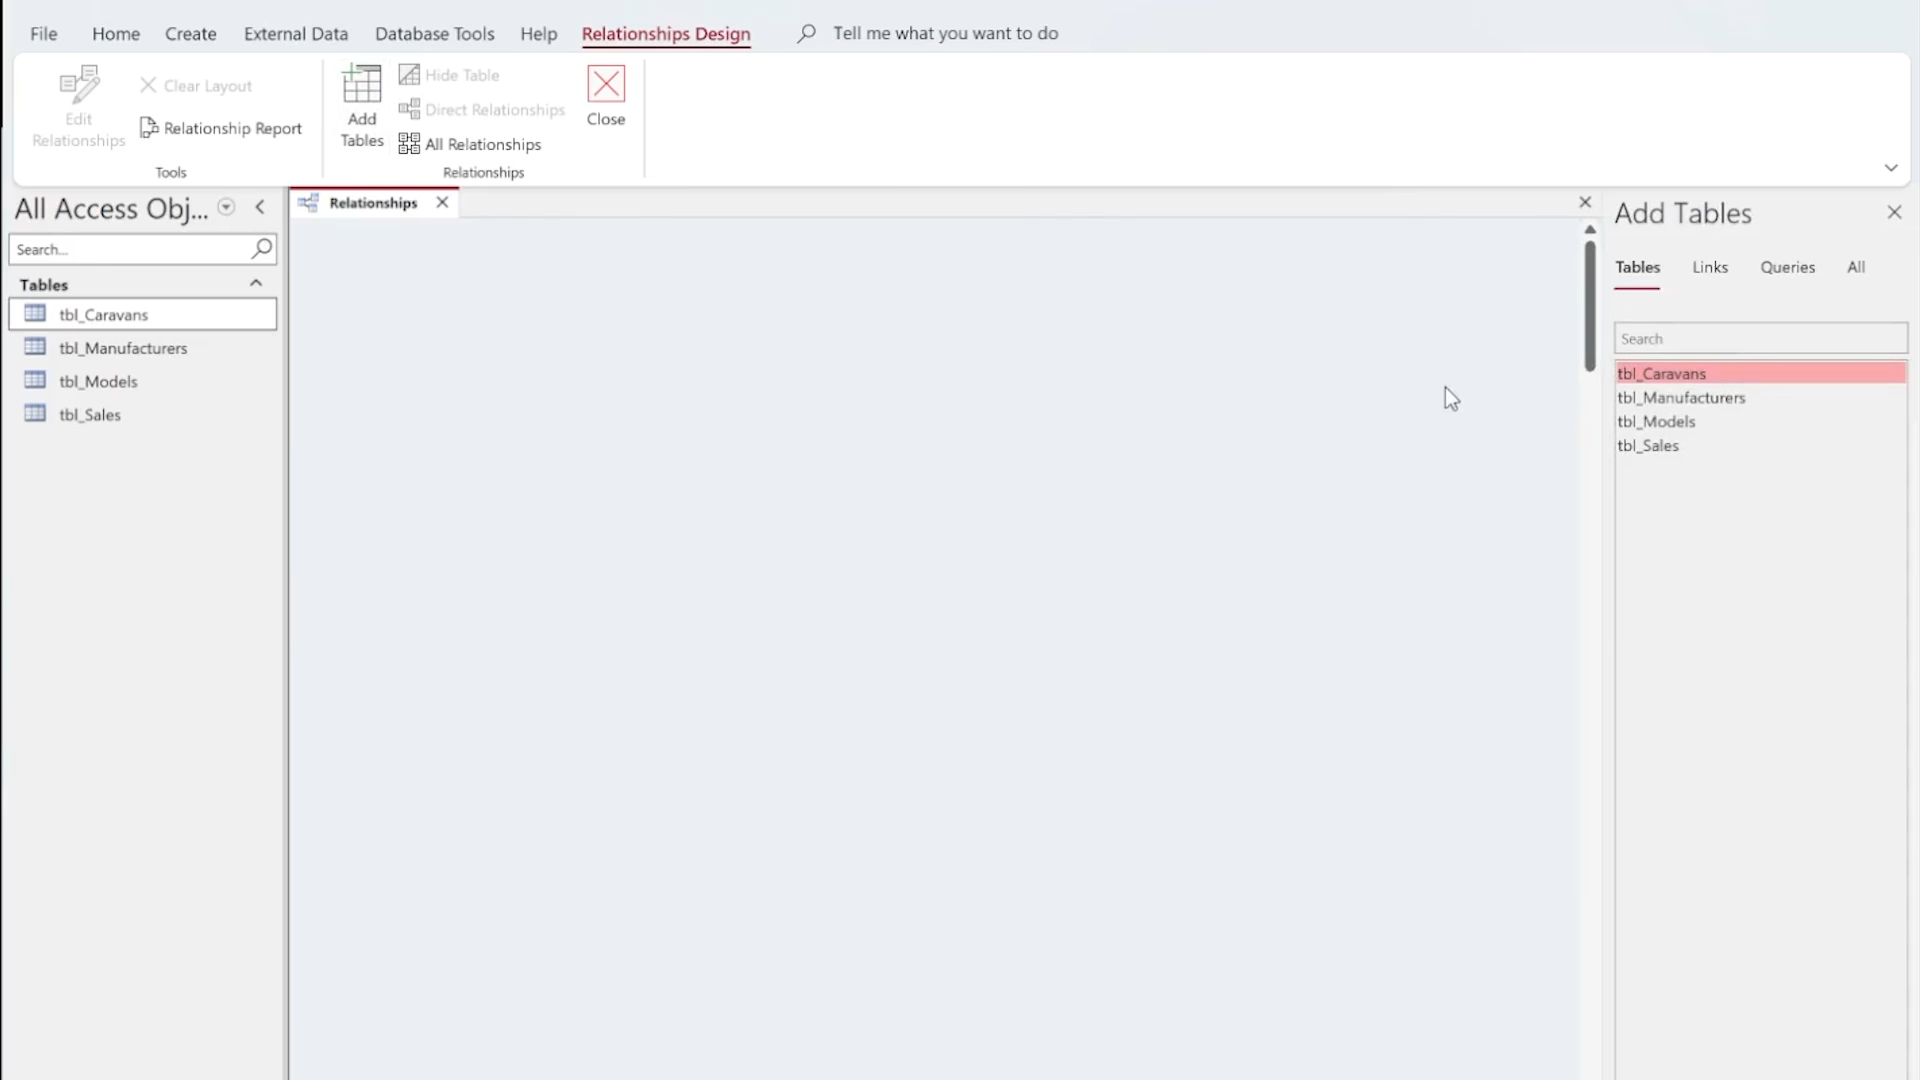 File Home Create External Data Database Tools Help Relationships Design Tell me what you want to do
Edit Relationships
Clear Layout
Relationship Report
Tools
Add Tables
Hide Table
Direct Relationships
All Relationships
Close
Relationships
All Access Obj...
Search...
Tables
tbl_Caravans
tbl_Manufacturers
tbl_Models
tbl_Sales
Relationships
Add Tables
Tables Links Queries All
Search
tbl_Caravans
tbl_Manufacturers
tbl_Models
tbl_Sales